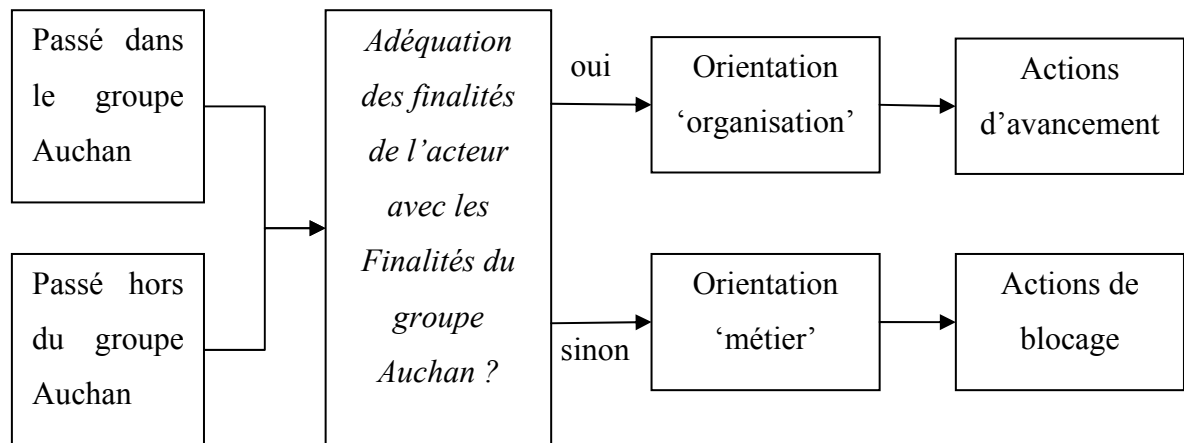 Passé dans
le groupe
Auchan
Passé hors
du groupe
Auchan
Adéquation
des finalités
de l’acteur
avec les
Finalités du
groupe
Auchan ?
oui
Orientation
‘organisation’
Actions
d’avancement
sinon
Orientation
‘métier’
Actions de
blocage